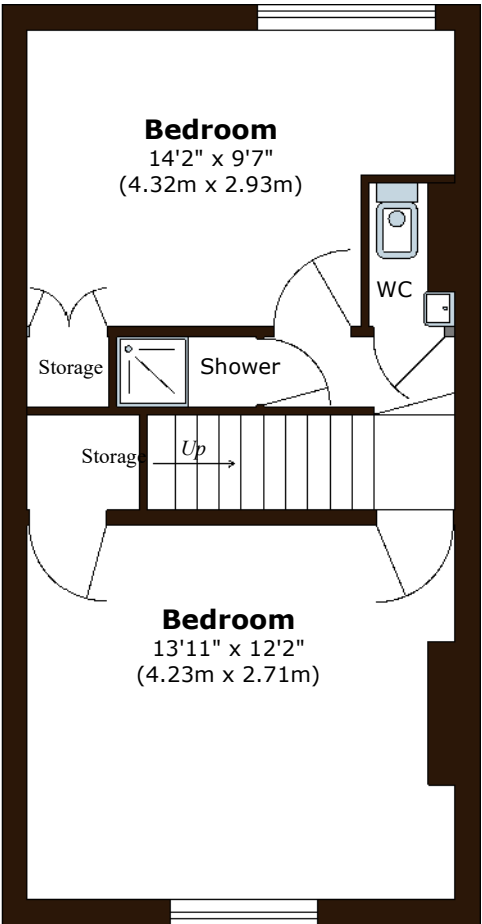 Bedroom
14'2" x 9'7"
(4.32m x 2.93m)
WC
Storage
Shower
Storage
Up
Bedroom
13'11" x 12'2"
(4.23m x 2.71m)